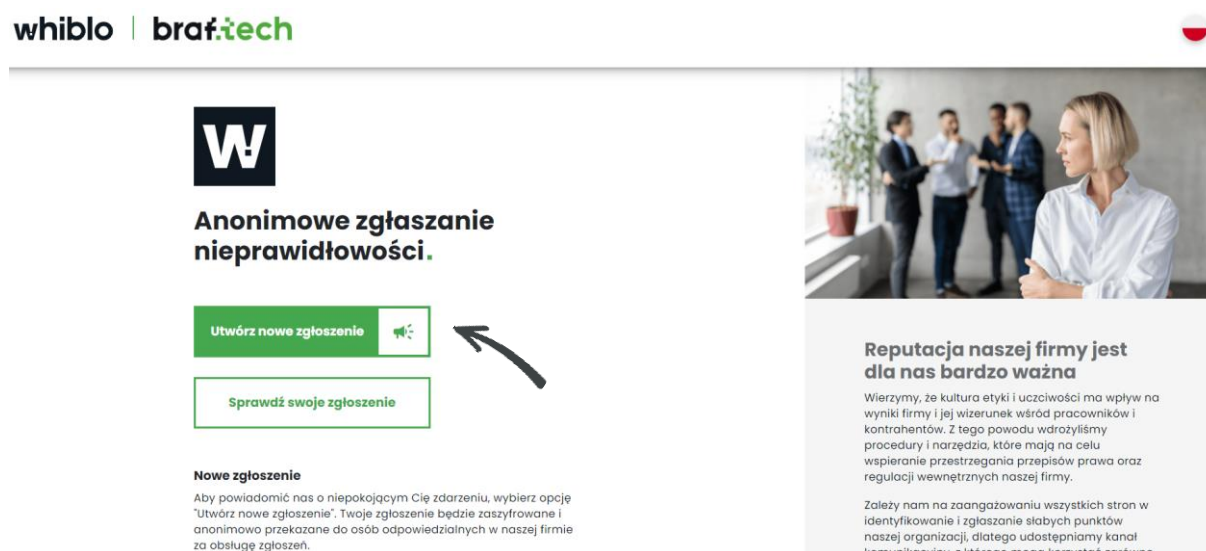 whiblo | braf.tech
W
Anonimowe zgłaszanie
nieprawidłowości.
Utwórz nowe zgłoszenie
Sprawdź swoje zgłoszenie
Nowe zgłoszenie
Aby powiadomić nas o niepokojącym Cię zdarzeniu, wybierz opcję
"Utwórz nowe zgłoszenie". Twoje zgłoszenie będzie zaszyfrowane i
anonimowo przekazane do osób odpowiedzialnych w naszej firmie
za obsługę zgłoszeń.
Reputacja naszej firmy jest
dla nas bardzo ważna
Wierzymy, że kultura etyki i uczciwości ma wpływ na
wyniki firmy i jej wizerunek wśród pracowników i
kontrahentów. Z tego powodu wdrożyliśmy
procedury i narzędzia, które mają na celu
wspieranie przestrzegania przepisów prawa oraz
regulacji wewnętrznych naszej firmy.
Zależy nam na zaangażowaniu wszystkich stron w
identyfikowanie i zgłaszanie słabych punktów
naszej organizacji, dlatego udostępniamy kanał